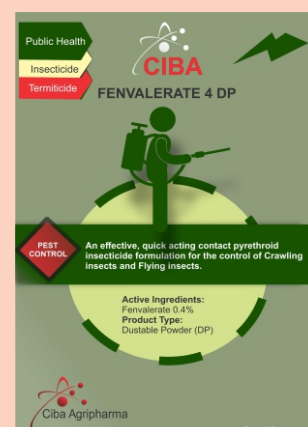 Public Health
Insecticide
Termiticide
CIBA
FENVALERATE 4 DP
PEST
CONTROL
An effective, quick acting contact pyrethroid
insecticide formulation for the control of Crawling
insects and Flying insects.
Active Ingredients:
Fenvalerate 0.4%
Product Type:
Dustable Powder (DP)
Ciba Agripharma